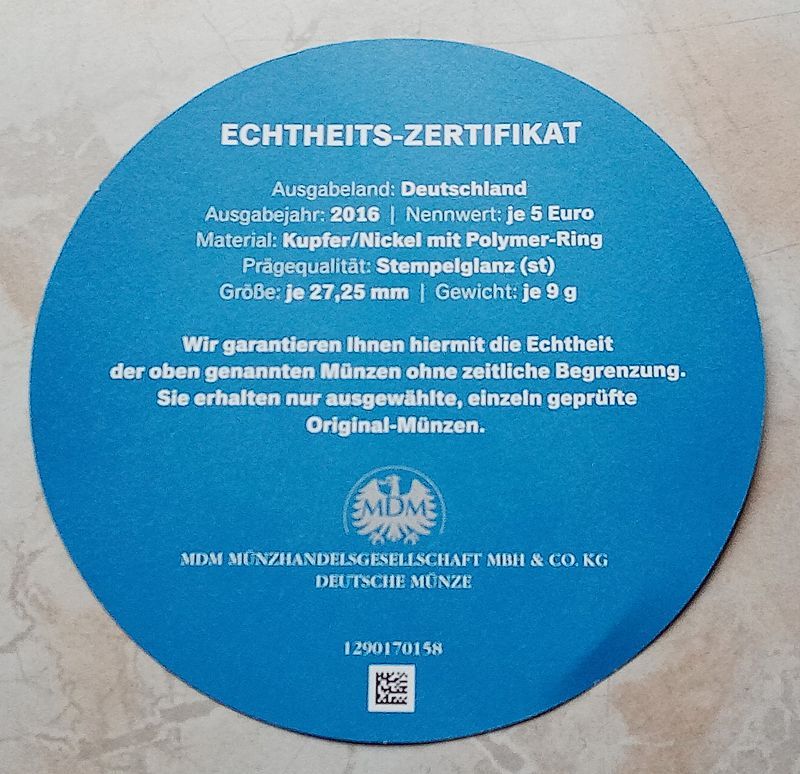 ECHTHEITS-ZERTIFIKAT
Ausgabeland: Deutschland
Ausgabejahr: 2016 | Nennwert: je 5 Euro
Material: Kupfer/Nickel mit Polymer-Ring
Prägequalität: Stempelglanz (st)
Größe: je 27,25 mm | Gewicht: je 9 g
Wir garantieren Ihnen hiermit die Echtheit
der oben genannten Münzen ohne zeitliche Begrenzung.
Sie erhalten nur ausgewählte, einzeln geprüfte
Original-Münzen.
MDM
MDM MÜNZHANDELSGESELLSCHAFT MBH & CO. KG
DEUTSCHE MÜNZE
1290170158